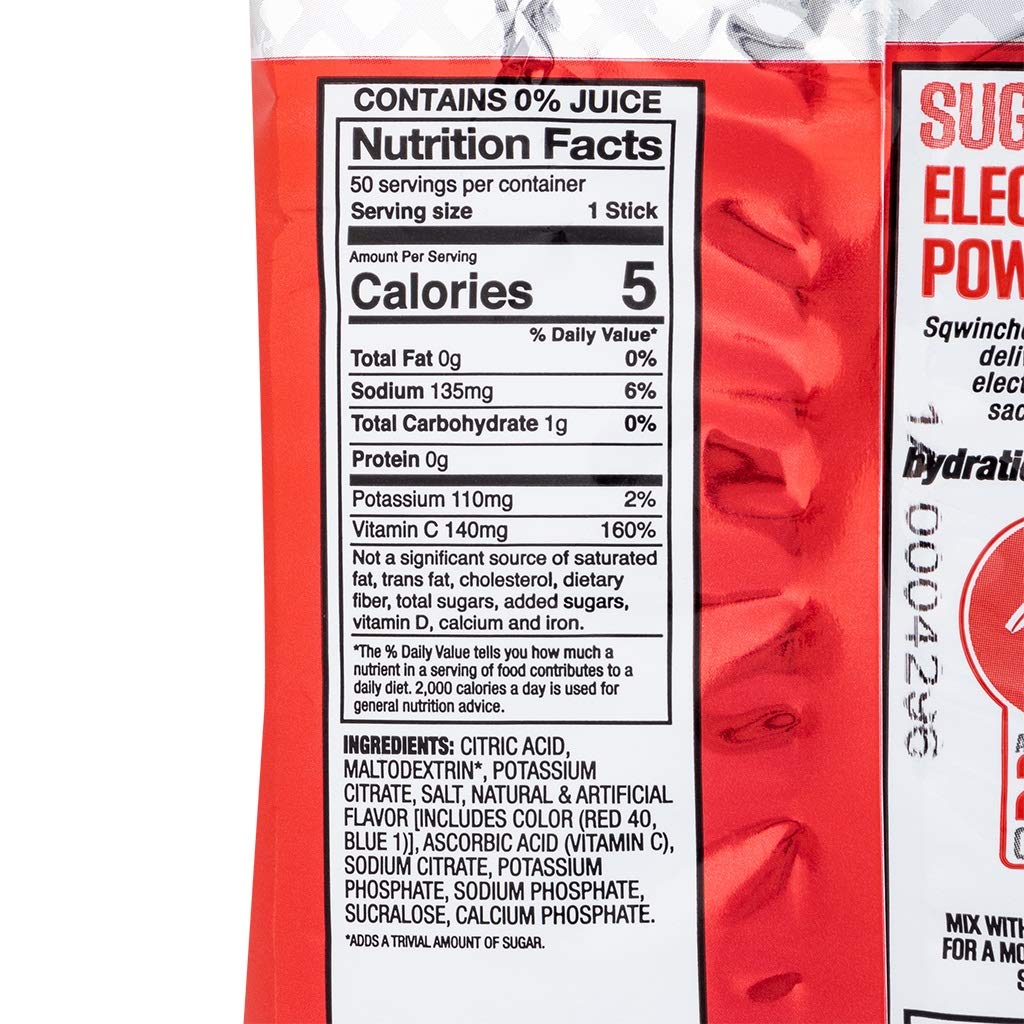 CONTAINS 0% JUICE
Nutrition Facts
50 servings per container
Serving size 1 Stick
Amount Per Serving
Calories 5
% Daily Value*
Total Fat 0g 0%
Sodium 135mg 6%
Total Carbohydrate 1g 0%
Protein 0g
Potassium 110mg 2%
Vitamin C 140mg 160%
Not a significant source of saturated
fat, trans fat, cholesterol, dietary
fiber, total sugars, added sugars,
vitamin D, calcium and iron.
*The % Daily Value tells you how much a
nutrient in a serving of food contributes to a
daily diet. 2,000 calories a day is used for
general nutrition advice.
INGREDIENTS: CITRIC ACID,
MALTODEXTRIN*, POTASSIUM
CITRATE, SALT, NATURAL & ARTIFICIAL
FLAVOR [INCLUDES COLOR (RED 40,
BLUE 1)], ASCORBIC ACID (VITAMIN C),
SODIUM CITRATE, POTASSIUM
PHOSPHATE, SODIUM PHOSPHATE,
SUCRALOSE, CALCIUM PHOSPHATE.
*ADDS A TRIVIAL AMOUNT OF SUGAR.
SUG
ELEC
POW
Sqwinch
deli
elect
sac
hydrati
MIX WITH
FOR A MO
S